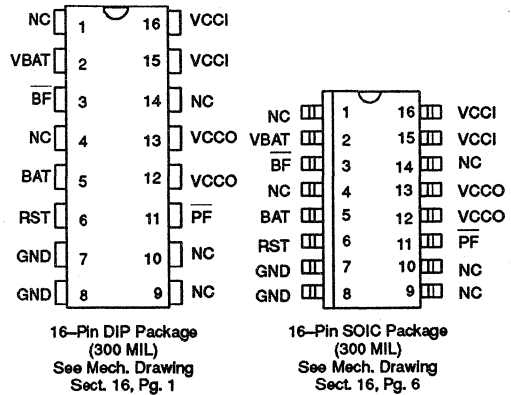 NC 1 16 VCCI
VBAT 2 15 VCCI
BF 3 14 NC
NC 4 13 VCCO
BAT 5 12 VCCO
RST 6 11 PF
GND 7 10 NC
GND 8 9 NC
16–Pin DIP Package
(300 MIL)
See Mech. Drawing
Sect. 16, Pg. 1
NC 1 16 VCCI
VBAT 2 15 VCCI
BF 3 14 NC
NC 4 13 VCCO
BAT 5 12 VCCO
RST 6 11 PF
GND 7 10 NC
GND 8 9 NC
16–Pin SOIC Package
(300 MIL)
See Mech. Drawing
Sect. 16, Pg. 6